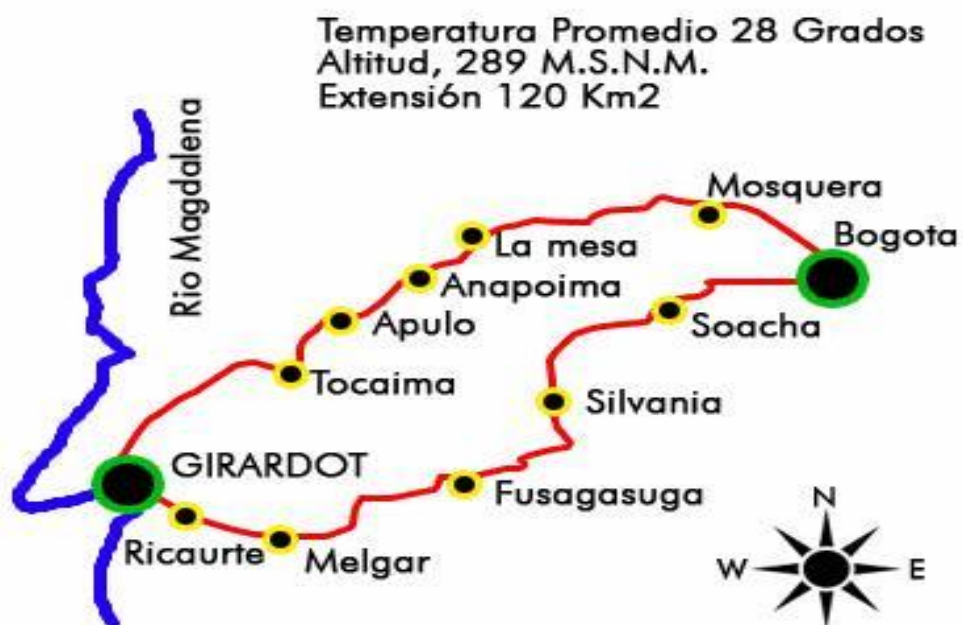 Temperatura Promedio 28 Grados
Altitud, 289 M.S.N.M.
Extensión 120 Km2
Rio Magdalena
Mosquera
Bogota
La mesa
Anapoima
Soacha
Apulo
Tocaima
Silvania
GIRARDOT
Fusagasuga
Ricaurte
Melgar
N
W
E
S